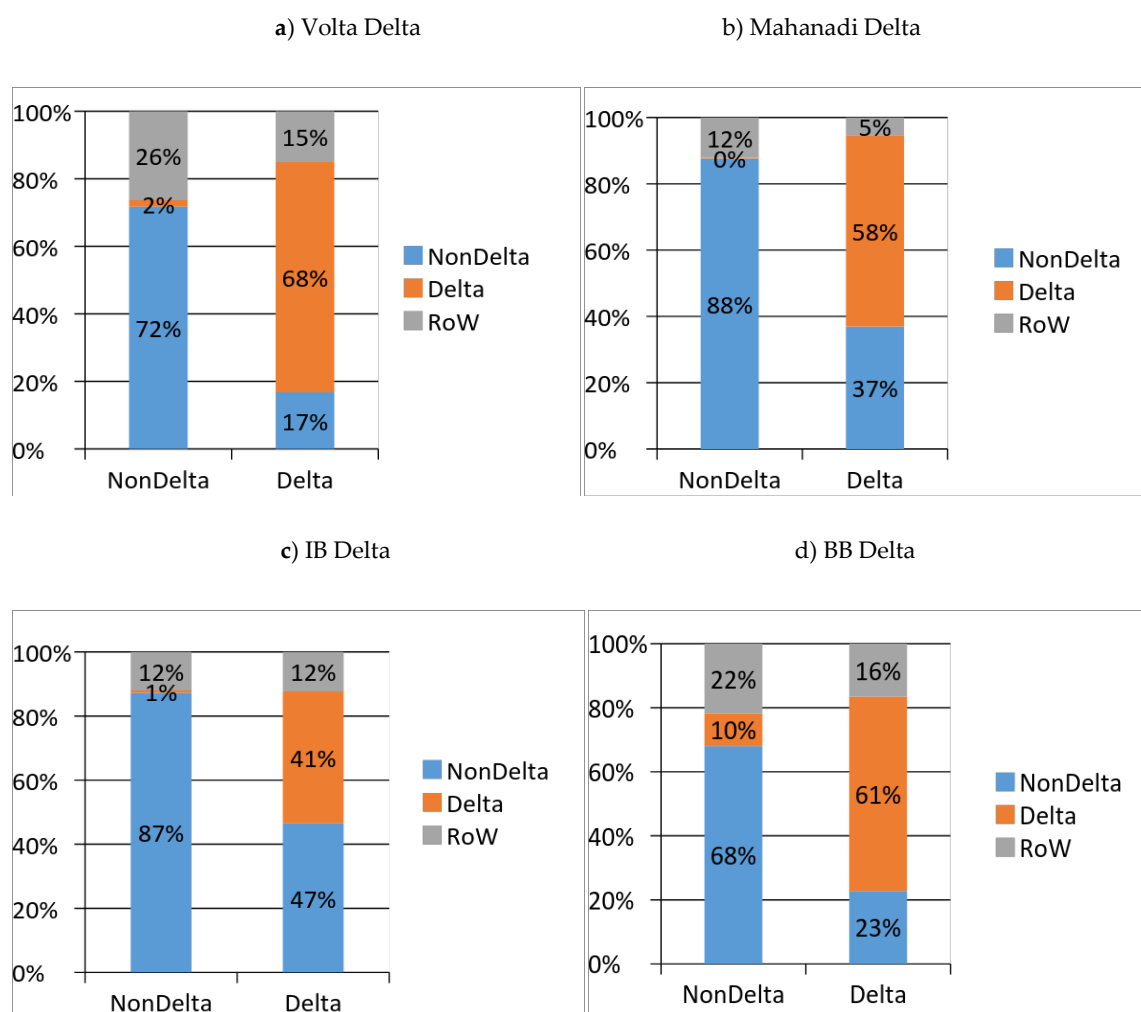 a) Volta Delta
b) Mahanadi Delta
100%
80%
60%
40%
20%
0%
26%
2%
72%
15%
68%
17%
NonDelta
Delta
NonDelta
Delta
RoW
100%
80%
60%
40%
20%
0%
12%
0%
88%
5%
58%
37%
NonDelta
Delta
NonDelta
Delta
RoW
c) IB Delta
d) BB Delta
100%
80%
60%
40%
20%
0%
12%
1%
87%
12%
41%
47%
NonDelta
Delta
NonDelta
Delta
RoW
100%
80%
60%
40%
20%
0%
22%
10%
68%
16%
61%
23%
NonDelta
Delta
NonDelta
Delta
RoW